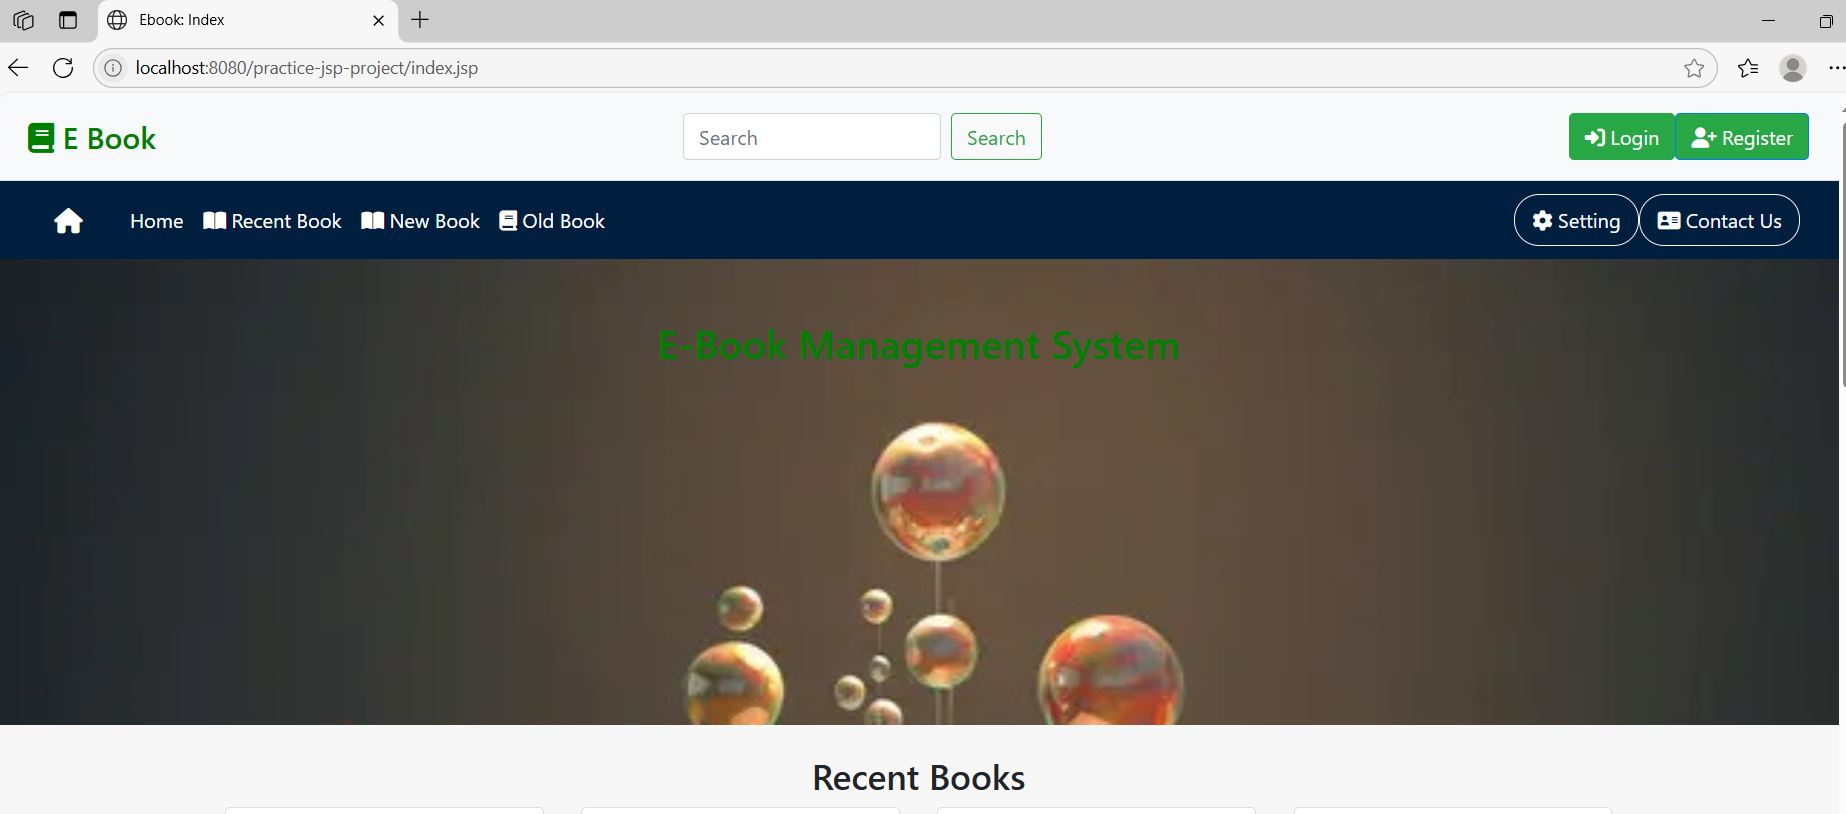 Ebook: Index
localhost:8080/practice-jsp-project/index.jsp
E Book
Search
Search
Login
Register
Home
Recent Book
New Book
Old Book
Setting
Contact Us
E-Book Management System
Recent Books